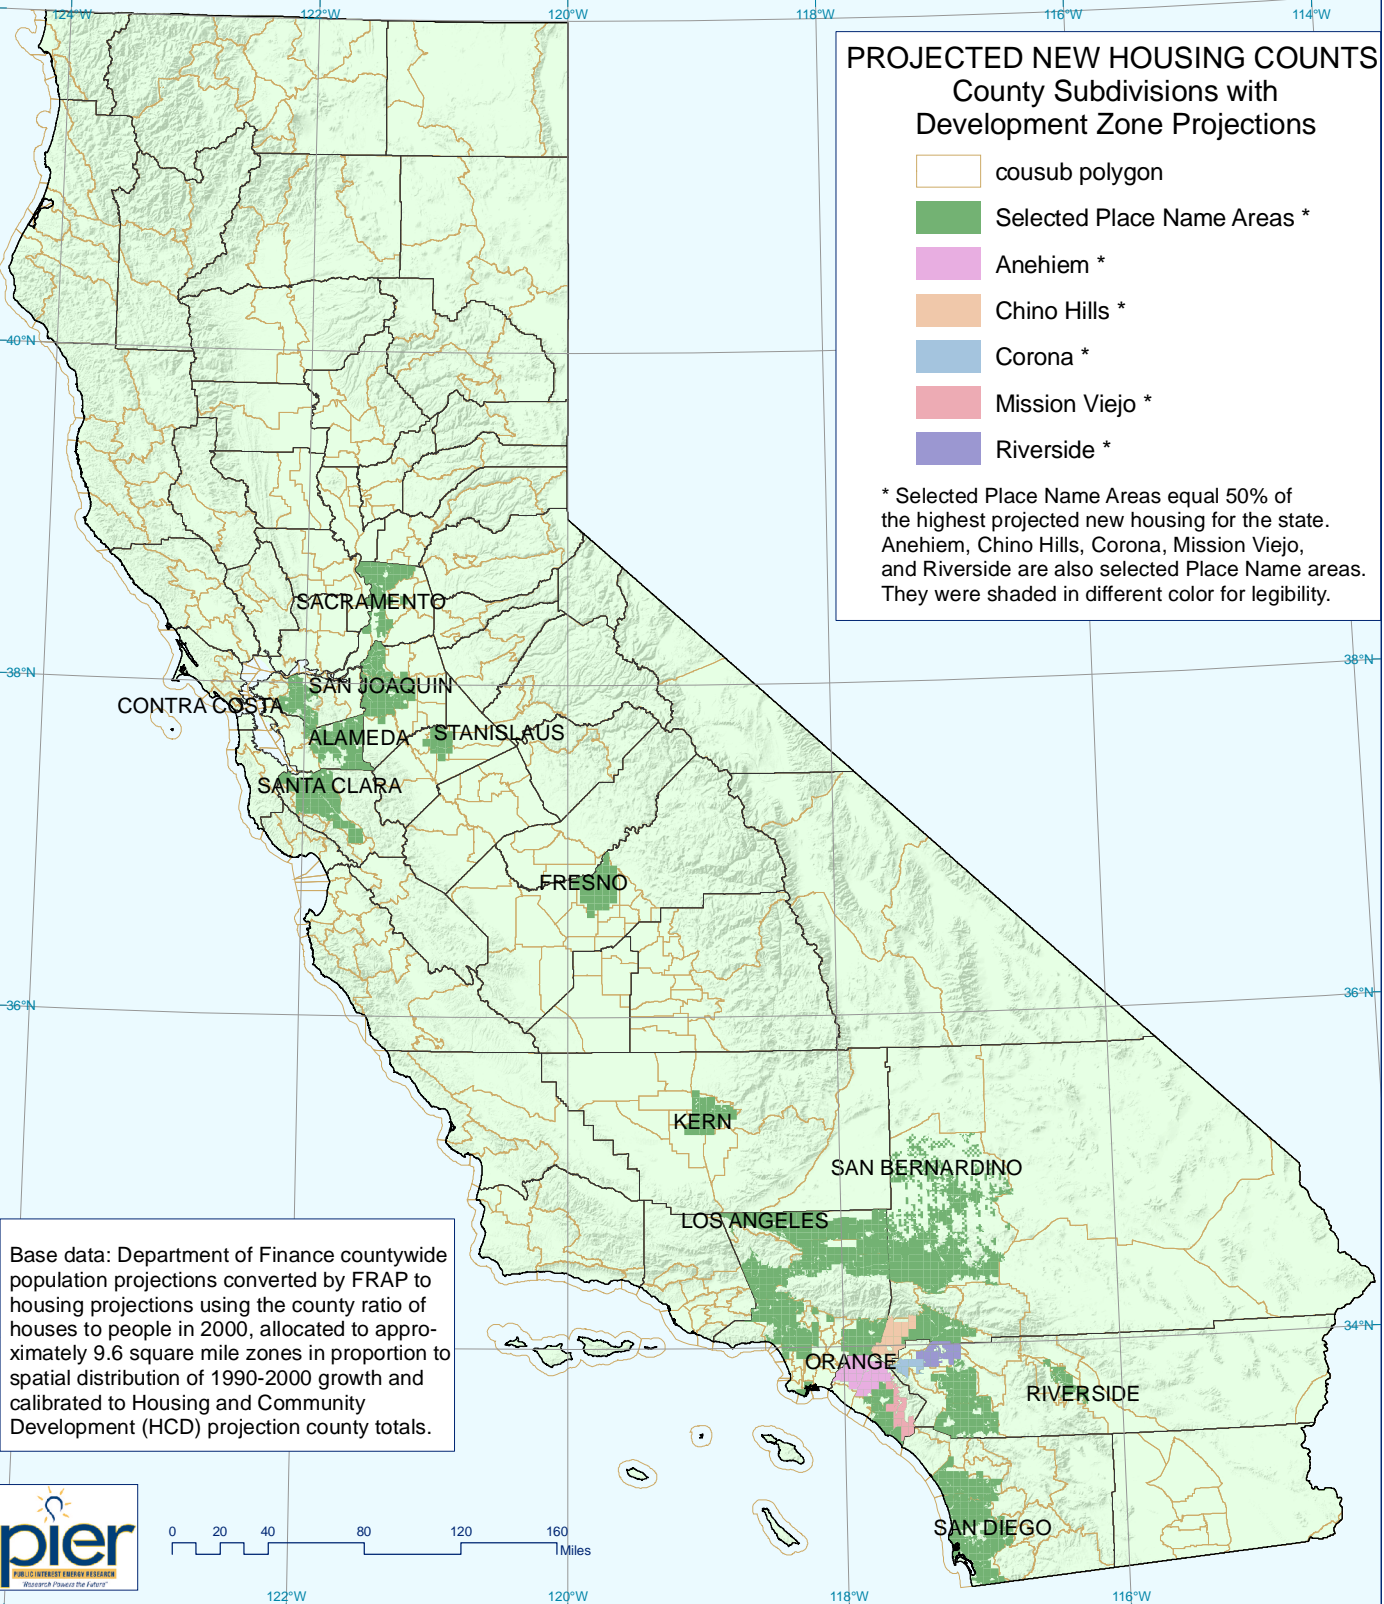 124°W
122°W
120°W
118°W
116°W
114°W
PROJECTED NEW HOUSING COUNTS
County Subdivisions with
Development Zone Projections
cousub polygon
Selected Place Name Areas *
Anehiem *
Chino Hills *
Corona *
Mission Viejo *
Riverside *
* Selected Place Name Areas equal 50% of
the highest projected new housing for the state.
Anehiem, Chino Hills, Corona, Mission Viejo,
and Riverside are also selected Place Name areas.
They were shaded in different color for legibility.
40°N
SACRAMENTO
38°N
38°N
SAN JOAQUIN
CONTRA COSTA
ALAMEDA
STANISLAUS
SANTA CLARA
FRESNO
36°N
36°N
KERN
SAN BERNARDINO
LOS ANGELES
34°N
ORANGE
RIVERSIDE
SAN DIEGO
Base data: Department of Finance countywide
population projections converted by FRAP to
housing projections using the county ratio of
houses to people in 2000, allocated to appro-
ximately 9.6 square mile zones in proportion to
spatial distribution of 1990-2000 growth and
calibrated to Housing and Community
Development (HCD) projection county totals.
pier
PUBLIC INTEREST ENERGY RESEARCH
"Research Powers the Future"
0 20 40 80 120 160
Miles
122°W
120°W
118°W
116°W